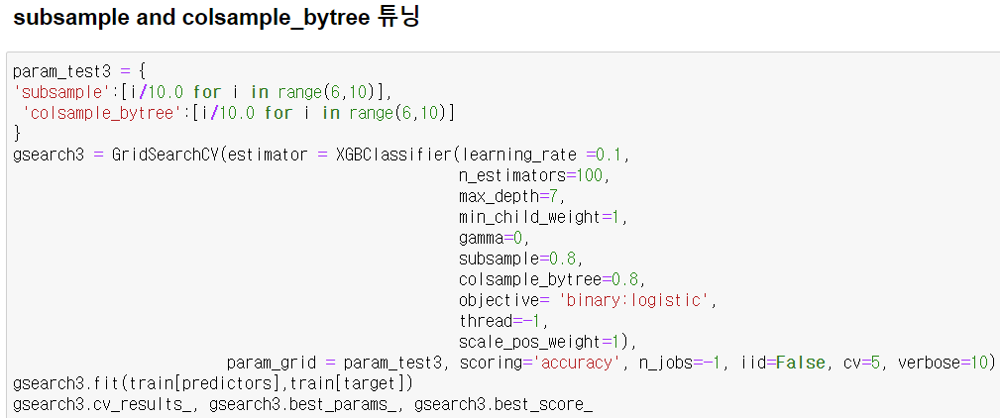 subsample and colsample_bytree 튜닝
param_test3 = {
'subsample':[i/10.0 for i in range(6,10)],
 'colsample_bytree':[i/10.0 for i in range(6,10)]
}
gsearch3 = GridSearchCV(estimator = XGBClassifier(learning_rate =0.1,
n_estimators=100,
max_depth=7,
min_child_weight=1,
gamma=0,
subsample=0.8,
colsample_bytree=0.8,
objective= 'binary:logistic',
thread=-1,
scale_pos_weight=1),
param_grid = param_test3, scoring='accuracy', n_jobs=-1, iid=False, cv=5, verbose=10)
gsearch3.fit(train[predictors],train[target])
gsearch3.cv_results_, gsearch3.best_params_, gsearch3.best_score_